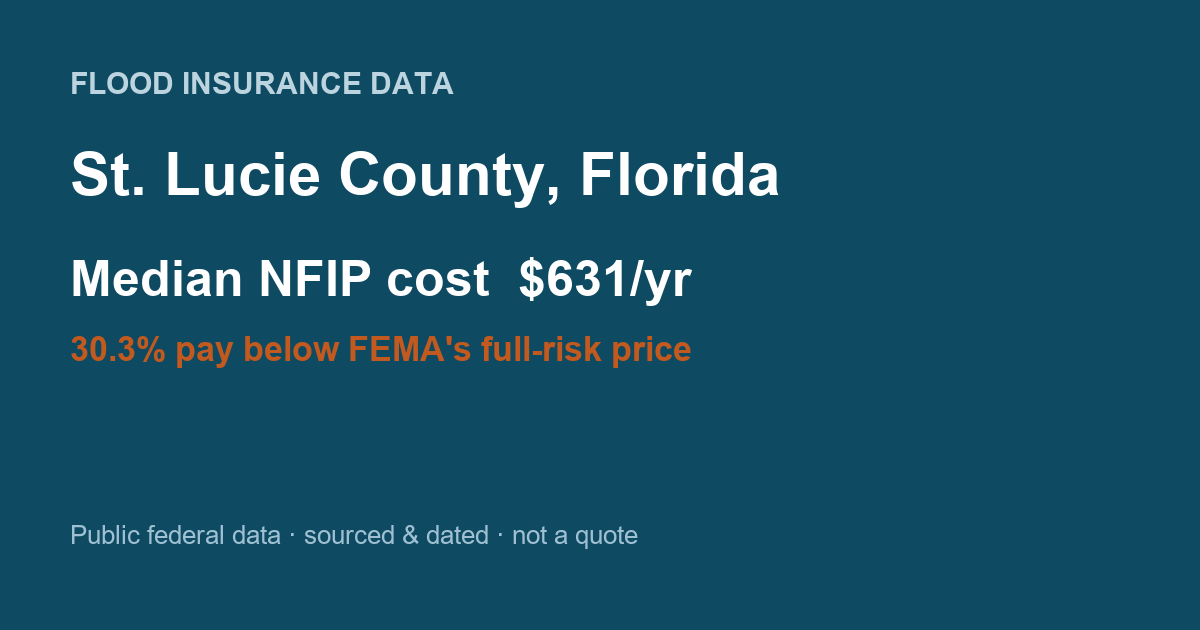 FLOOD INSURANCE DATA
St. Lucie County, Florida
Median NFIP cost $631/yr
30.3% pay below FEMA's full-risk price
Public federal data · sourced & dated · not a quote